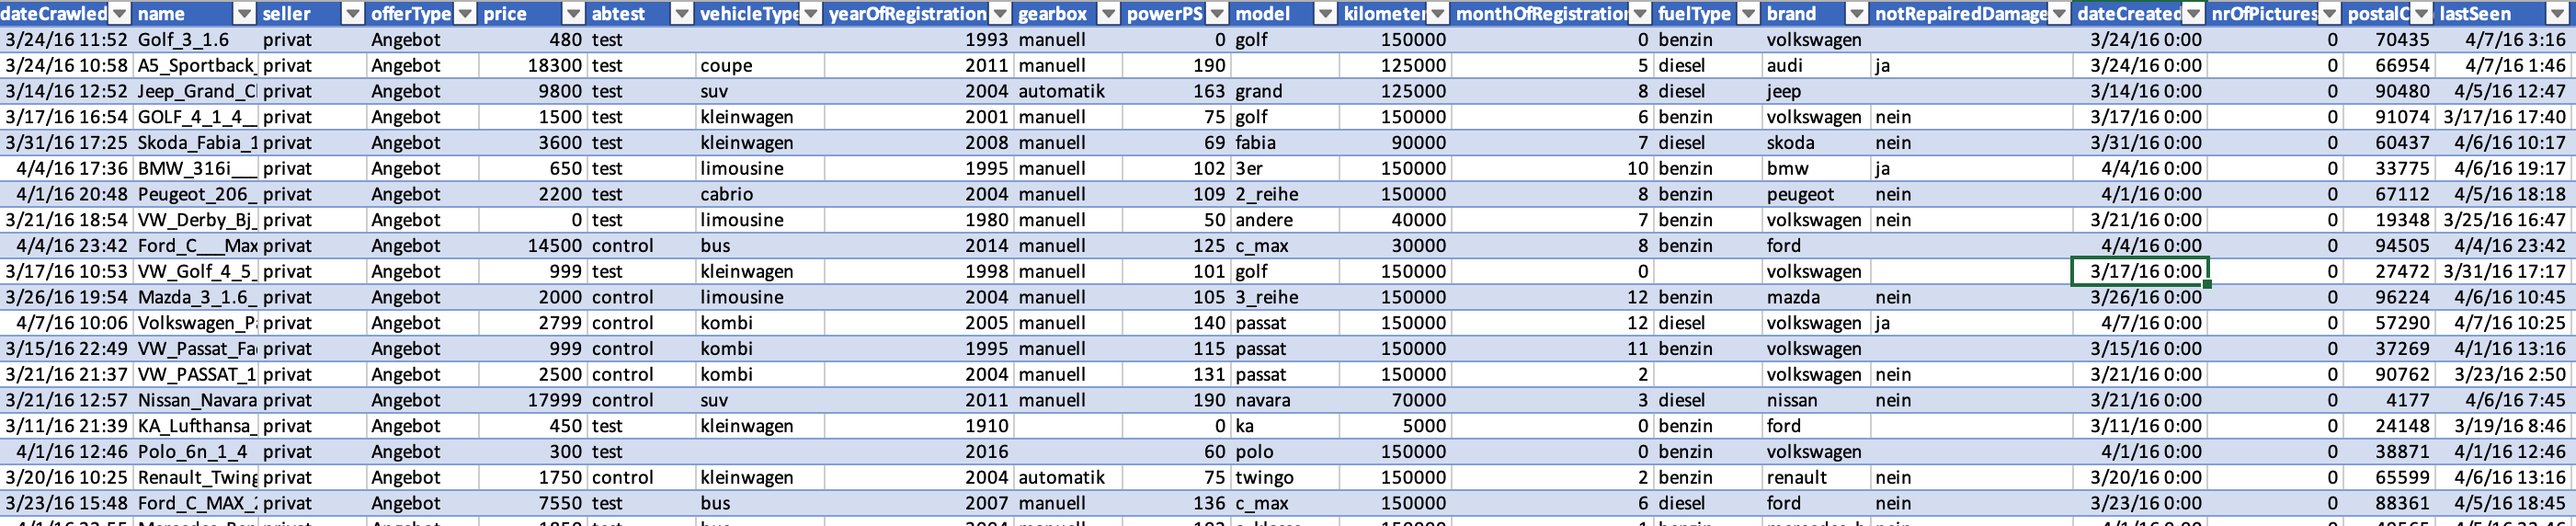 dateCrawled name seller offerType price abtest vehicleType yearOfRegistration gearbox powerPS model kilometer monthOfRegistration fuelType brand notRepairedDamage dateCreated nrOfPictures postalC lastSeen
3/24/16 11:52 Golf_3_1.6 privat Angebot 480 test 1993 manuell 0 golf 150000 0 benzin volkswagen 3/24/16 0:00 0 70435 4/7/16 3:16
3/24/16 10:58 A5_Sportback_ privat Angebot 18300 test coupe 2011 manuell 190 125000 5 diesel audi ja 3/24/16 0:00 0 66954 4/7/16 1:46
3/14/16 12:52 Jeep_Grand_C privat Angebot 9800 test suv 2004 automatik 163 grand 125000 8 diesel jeep 3/14/16 0:00 0 90480 4/5/16 12:47
3/17/16 16:54 GOLF_4_1_4__ privat Angebot 1500 test kleinwagen 2001 manuell 75 golf 150000 6 benzin volkswagen nein 3/17/16 0:00 0 91074 3/17/16 17:40
3/31/16 17:25 Skoda_Fabia_1 privat Angebot 3600 test kleinwagen 2008 manuell 69 fabia 90000 7 diesel skoda nein 3/31/16 0:00 0 60437 4/6/16 10:17
4/4/16 17:36 BMW_316i___ privat Angebot 650 test limousine 1995 manuell 102 3er 150000 10 benzin bmw ja 4/4/16 0:00 0 33775 4/6/16 19:17
4/1/16 20:48 Peugeot_206_ privat Angebot 2200 test cabrio 2004 manuell 109 2_reihe 150000 8 benzin peugeot nein 4/1/16 0:00 0 67112 4/5/16 18:18
3/21/16 18:54 VW_Derby_Bj_ privat Angebot 0 test limousine 1980 manuell 50 andere 40000 7 benzin volkswagen nein 3/21/16 0:00 0 19348 3/25/16 16:47
4/4/16 23:42 Ford_C___Max privat Angebot 14500 control bus 2014 manuell 125 c_max 30000 8 benzin ford 4/4/16 0:00 0 94505 4/4/16 23:42
3/17/16 10:53 VW_Golf_4_5_ privat Angebot 999 test kleinwagen 1998 manuell 101 golf 150000 0 volkswagen 3/17/16 0:00 0 27472 3/31/16 17:17
3/26/16 19:54 Mazda_3_1.6_ privat Angebot 2000 control limousine 2004 manuell 105 3_reihe 150000 12 benzin mazda nein 3/26/16 0:00 0 96224 4/6/16 10:45
4/7/16 10:06 Volkswagen_Pa privat Angebot 2799 control kombi 2005 manuell 140 passat 150000 12 diesel volkswagen ja 4/7/16 0:00 0 57290 4/7/16 10:25
3/15/16 22:49 VW_Passat_Fa privat Angebot 999 control kombi 1995 manuell 115 passat 150000 11 benzin volkswagen 3/15/16 0:00 0 37269 4/1/16 13:16
3/21/16 21:37 VW_PASSAT_1 privat Angebot 2500 control kombi 2004 manuell 131 passat 150000 2 volkswagen nein 3/21/16 0:00 0 90762 3/23/16 2:50
3/21/16 12:57 Nissan_Navara privat Angebot 17999 control suv 2011 manuell 190 navara 70000 3 diesel nissan nein 3/21/16 0:00 0 4177 4/6/16 7:45
3/11/16 21:39 KA_Lufthansa_ privat Angebot 450 test kleinwagen 1910 0 ka 5000 0 benzin ford 3/11/16 0:00 0 24148 3/19/16 8:46
4/1/16 12:46 Polo_6n_1_4 privat Angebot 300 test 2016 60 polo 150000 0 benzin volkswagen 4/1/16 0:00 0 38871 4/1/16 12:46
3/20/16 10:25 Renault_Twing privat Angebot 1750 control kleinwagen 2004 automatik 75 twingo 150000 2 benzin renault nein 3/20/16 0:00 0 65599 4/6/16 13:16
3/23/16 15:48 Ford_C_MAX_2 privat Angebot 7550 test bus 2007 manuell 136 c_max 150000 6 diesel ford nein 3/23/16 0:00 0 88361 4/5/16 18:45